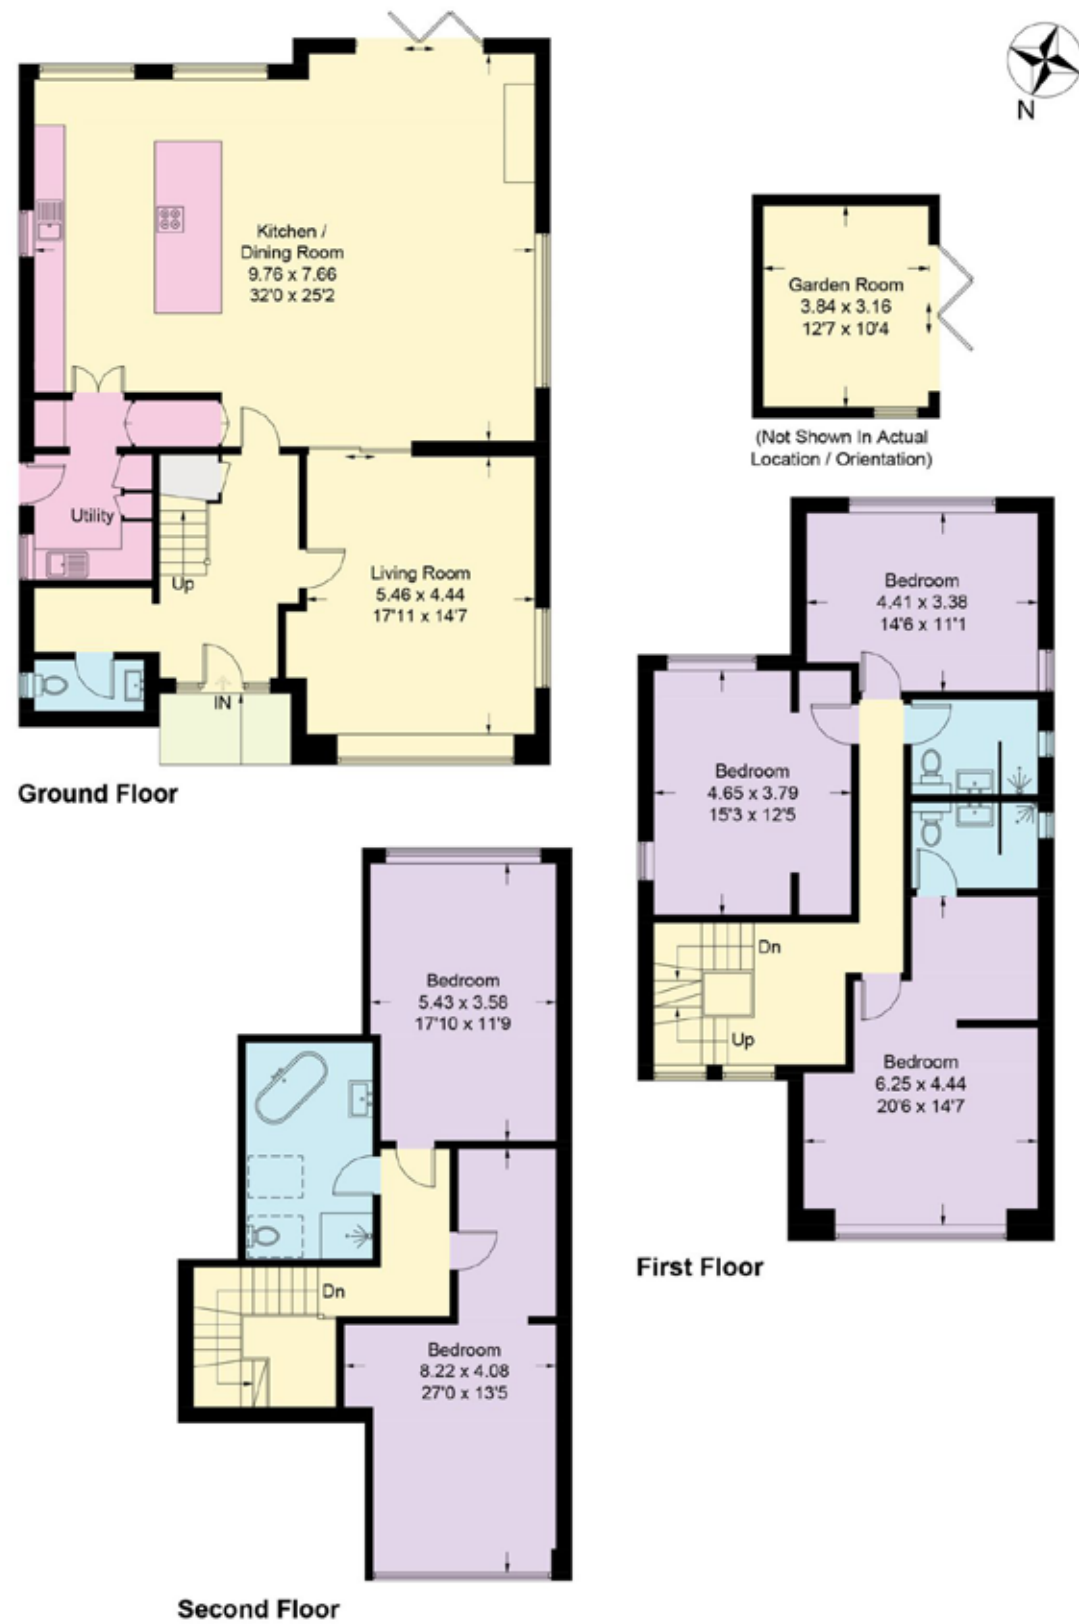 N
Kitchen /
Dining Room
9.76 x 7.66
32'0 x 25'2
Garden Room
3.84 x 3.16
12'7 x 10'4
(Not Shown In Actual
Location / Orientation)
Utility
Up
Living Room
5.46 x 4.44
17'11 x 14'7
IN
Ground Floor
Bedroom
4.41 x 3.38
14'6 x 11'1
Bedroom
4.65 x 3.79
15'3 x 12'5
Dn
Up
Bedroom
6.25 x 4.44
20'6 x 14'7
First Floor
Bedroom
5.43 x 3.58
17'10 x 11'9
Dn
Bedroom
8.22 x 4.08
27'0 x 13'5
Second Floor